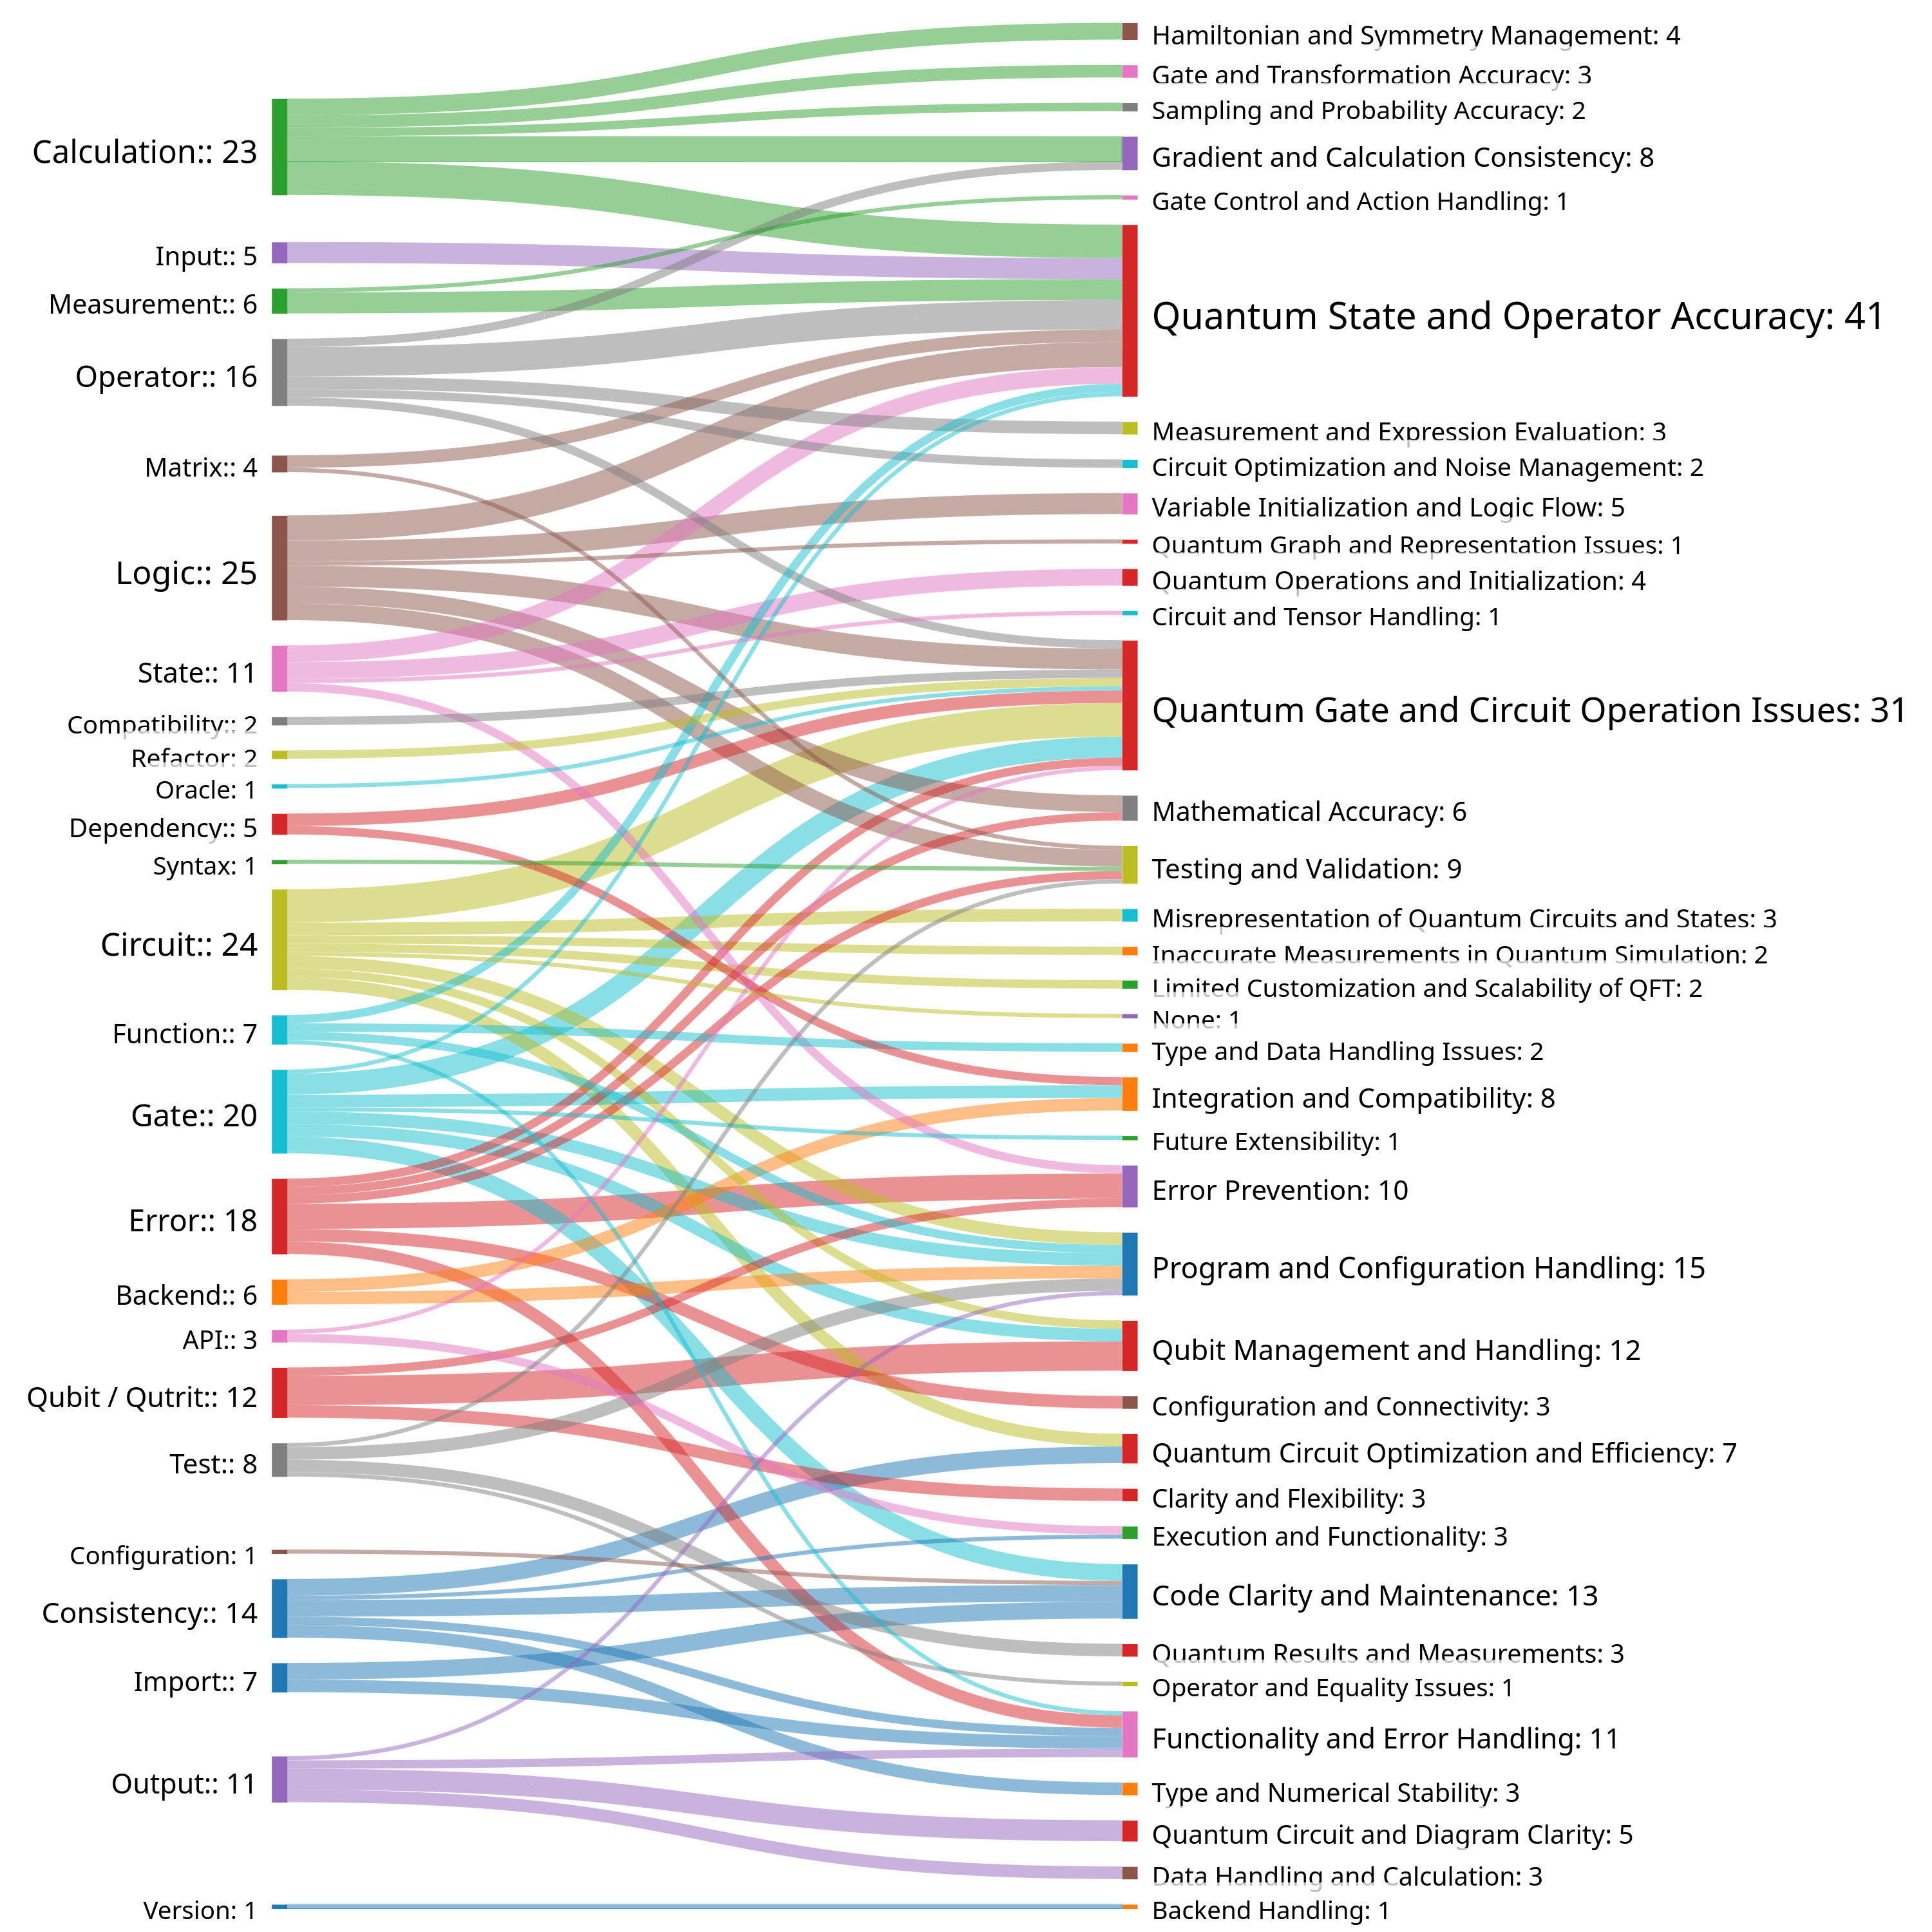 Calculation:: 23
Input:: 5
Measurement:: 6
Operator:: 16
Matrix:: 4
Logic:: 25
State:: 11
Compatibility:: 2
Refactor: 2
Oracle: 1
Dependency:: 5
Syntax: 1
Circuit:: 24
Function:: 7
Gate:: 20
Error:: 18
Backend:: 6
API:: 3
Qubit / Qutrit:: 12
Test:: 8
Configuration: 1
Consistency:: 14
Import:: 7
Output:: 11
Version: 1
Hamiltonian and Symmetry Management: 4
Gate and Transformation Accuracy: 3
Sampling and Probability Accuracy: 2
Gradient and Calculation Consistency: 8
Gate Control and Action Handling: 1
Quantum State and Operator Accuracy: 41
Measurement and Expression Evaluation: 3
Circuit Optimization and Noise Management: 2
Variable Initialization and Logic Flow: 5
Quantum Graph and Representation Issues: 1
Quantum Operations and Initialization: 4
Circuit and Tensor Handling: 1
Quantum Gate and Circuit Operation Issues: 31
Mathematical Accuracy: 6
Testing and Validation: 9
Misrepresentation of Quantum Circuits and States: 3
Inaccurate Measurements in Quantum Simulation: 2
Limited Customization and Scalability of QFT: 2
None: 1
Type and Data Handling Issues: 2
Integration and Compatibility: 8
Future Extensibility: 1
Error Prevention: 10
Program and Configuration Handling: 15
Qubit Management and Handling: 12
Configuration and Connectivity: 3
Quantum Circuit Optimization and Efficiency: 7
Clarity and Flexibility: 3
Execution and Functionality: 3
Code Clarity and Maintenance: 13
Quantum Results and Measurements: 3
Operator and Equality Issues: 1
Functionality and Error Handling: 11
Type and Numerical Stability: 3
Quantum Circuit and Diagram Clarity: 5
Data Handling and Calculation: 3
Backend Handling: 1